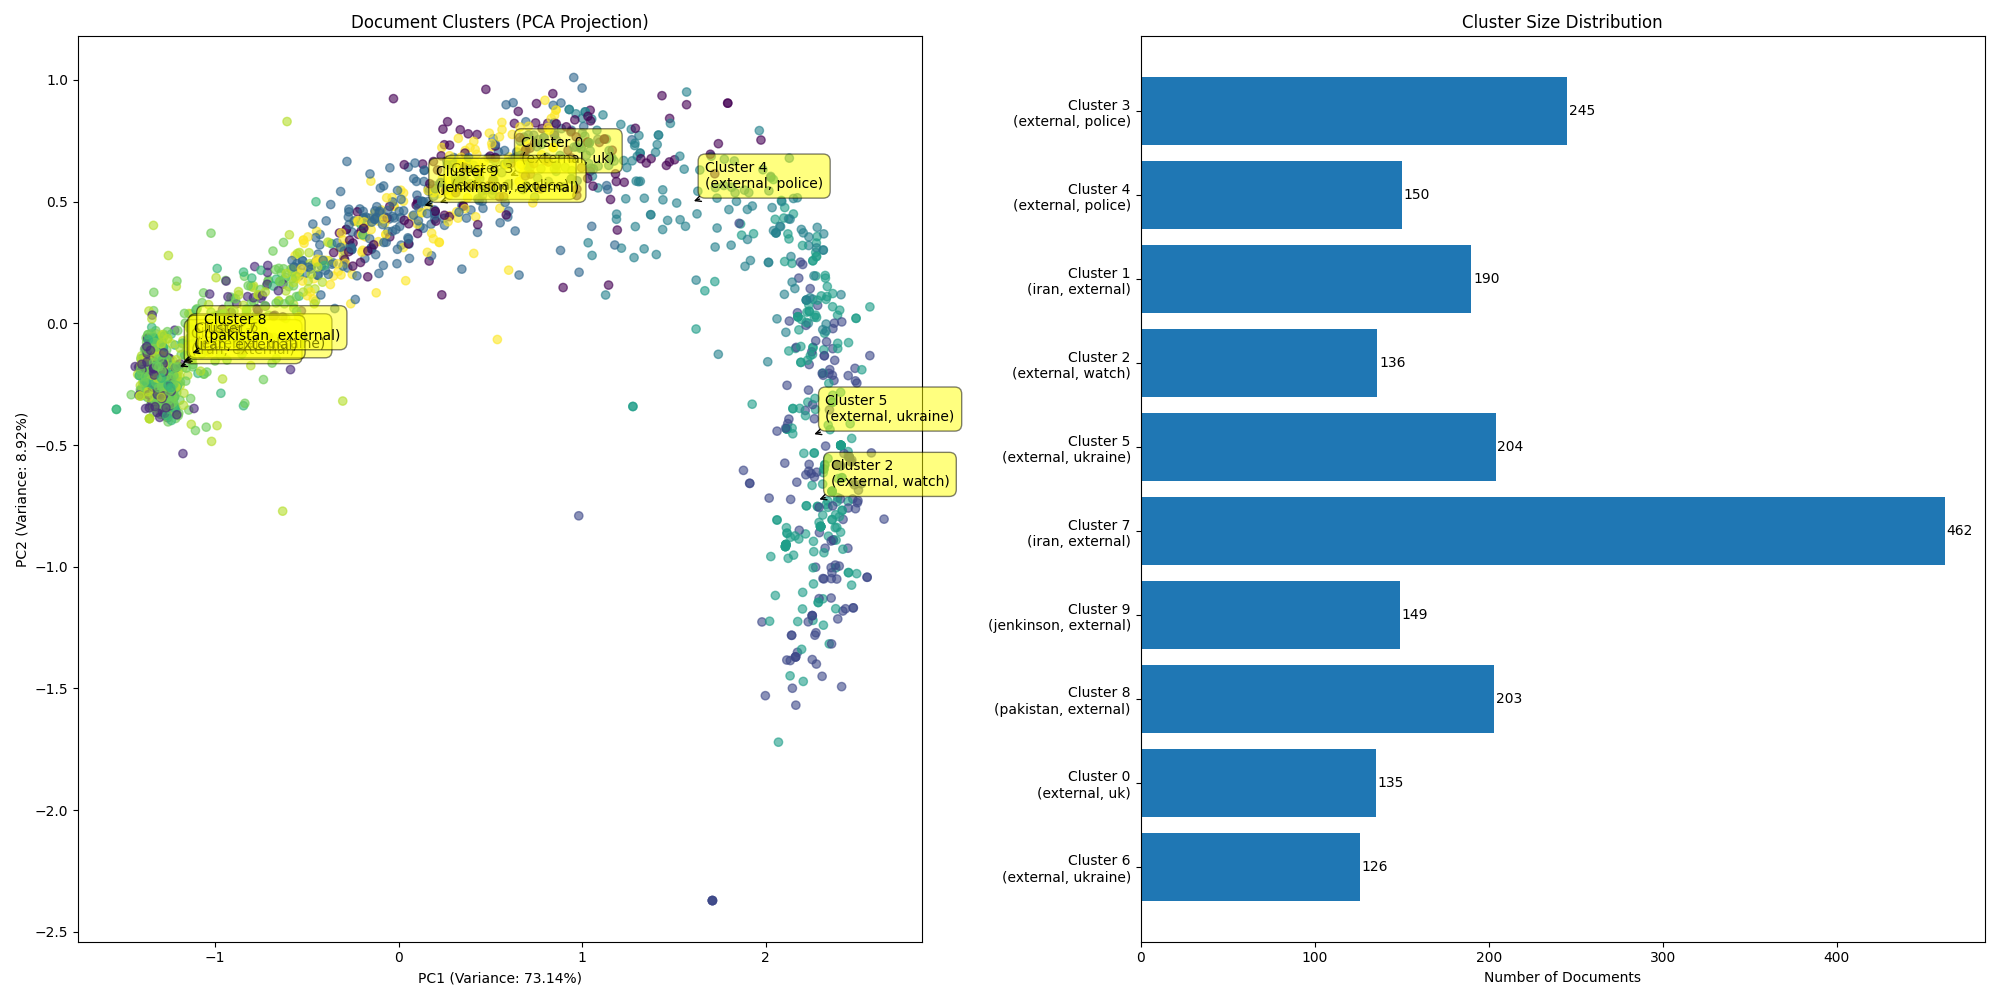 Document Clusters (PCA Projection)
1.0
0.5
0.0
−0.5
−1.0
−1.5
−2.0
−2.5
PC2 (Variance: 8.92%)
Cluster 0
(external, uk)
Cluster 3
Cluster 9
(jenkinson, external)
Cluster 4
(external, police)
Cluster 8
(pakistan, external)
Cluster 7
(iran, external)
Cluster 5
(external, ukraine)
Cluster 2
(external, watch)
−1
0
1
2
PC1 (Variance: 73.14%)
Cluster Size Distribution
Cluster 3
(external, police)
245
Cluster 4
(external, police)
150
Cluster 1
(iran, external)
190
Cluster 2
(external, watch)
136
Cluster 5
(external, ukraine)
204
Cluster 7
(iran, external)
462
Cluster 9
(jenkinson, external)
149
Cluster 8
(pakistan, external)
203
Cluster 0
(external, uk)
135
Cluster 6
(external, ukraine)
126
0
100
200
300
400
Number of Documents